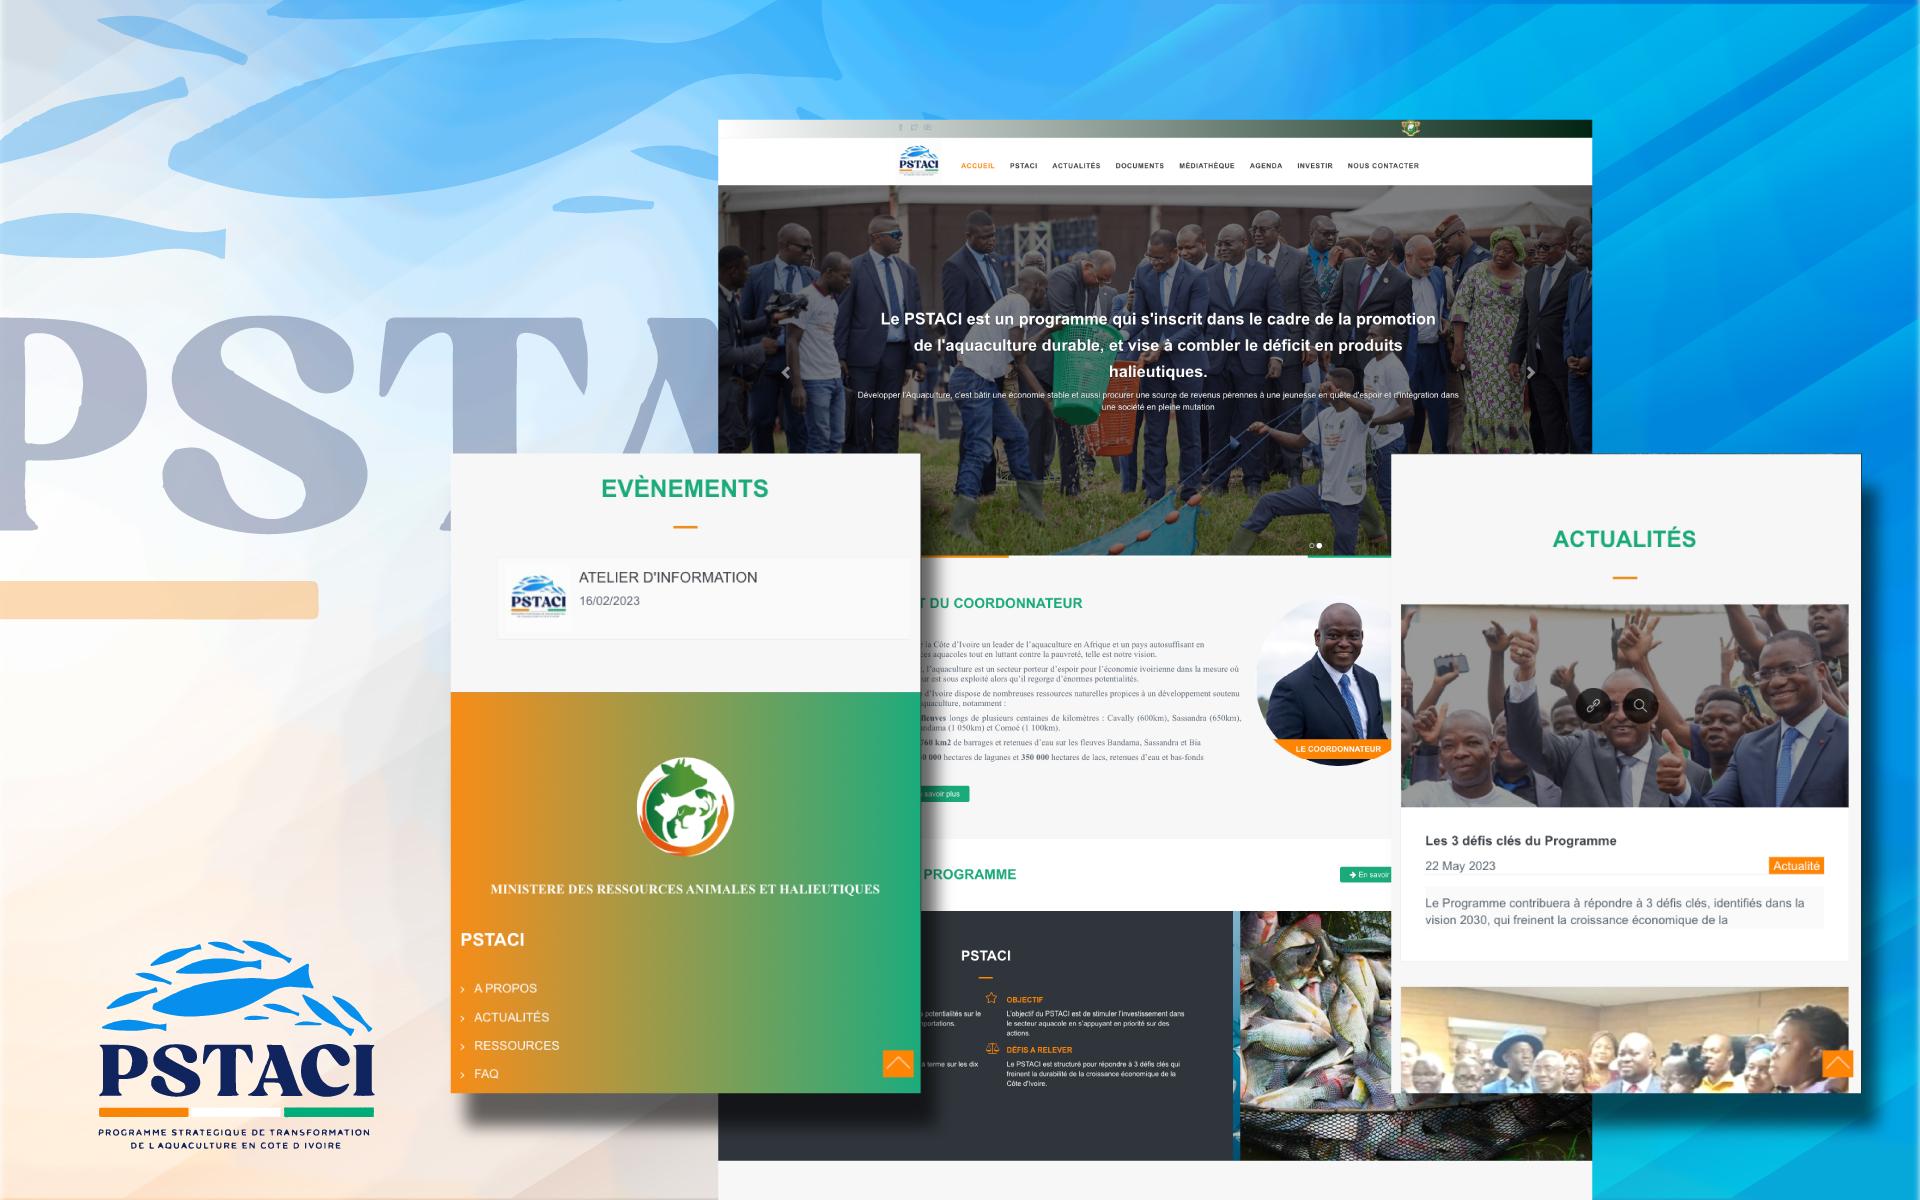 PSTA
PSTACI
ACCUEIL PSTACI ACTUALITÉS DOCUMENTS MÉDIATHÈQUE AGENDA INVESTIR NOUS CONTACTER
Le PSTACI est un programme qui s'inscrit dans le cadre de la promotion
de l'aquaculture durable, et vise à combler le déficit en produits
halieutiques.
Développer l'Aquaculture, c'est bâtir une économie stable et aussi procurer une source de revenus pérennes à une jeunesse en quête d'espoir et d'intégration dans
une société en pleine mutation
EVÈNEMENTS
PSTACI
ATELIER D'INFORMATION
16/02/2023
MINISTERE DES RESSOURCES ANIMALES ET HALIEUTIQUES
PSTACI
A PROPOS
ACTUALITÉS
RESSOURCES
FAQ
DU COORDONNATEUR
la Côte d'Ivoire un leader de l'aquaculture en Afrique et un pays autosuffisant en
aquacoles tout en luttant contre la pauvreté, telle est notre vision.
l'aquaculture est un secteur porteur d'espoir pour l'économie ivoirienne dans la mesure où
est sous exploité alors qu'il regorge d'énormes potentialités.
d'Ivoire dispose de nombreuses ressources naturelles propices à un développement soutenu
notamment :
longs de plusieurs centaines de kilomètres : Cavally (600km), Sassandra (650km),
(1 050km) et Comoé (1 100km).
760 km2 de barrages et retenues d'eau sur les fleuves Bandama, Sassandra et Bia
000 hectares de lagunes et 350 000 hectares de lacs, retenues d'eau et bas-fonds
savoir plus
LE COORDONNATEUR
PROGRAMME
En savoir
PSTACI
potentialités sur le
à terme sur les dix
OBJECTIF
L'objectif du PSTACI est de stimuler l'investissement dans
le secteur aquacole en s'appuyant en priorité sur des
actions.
DÉFIS A RELEVER
Le PSTACI est structuré pour répondre à 3 défis clés qui
freinent la durabilité de la croissance économique de la
Côte d'Ivoire.
ACTUALITÉS
Les 3 défis clés du Programme
22 May 2023
Actualité
Le Programme contribuera à répondre à 3 défis clés, identifiés dans la
vision 2030, qui freinent la croissance économique de la
PSTACI
PROGRAMME STRATEGIQUE DE TRANSFORMATION
DE L AQUACULTURE EN COTE D IVOIRE